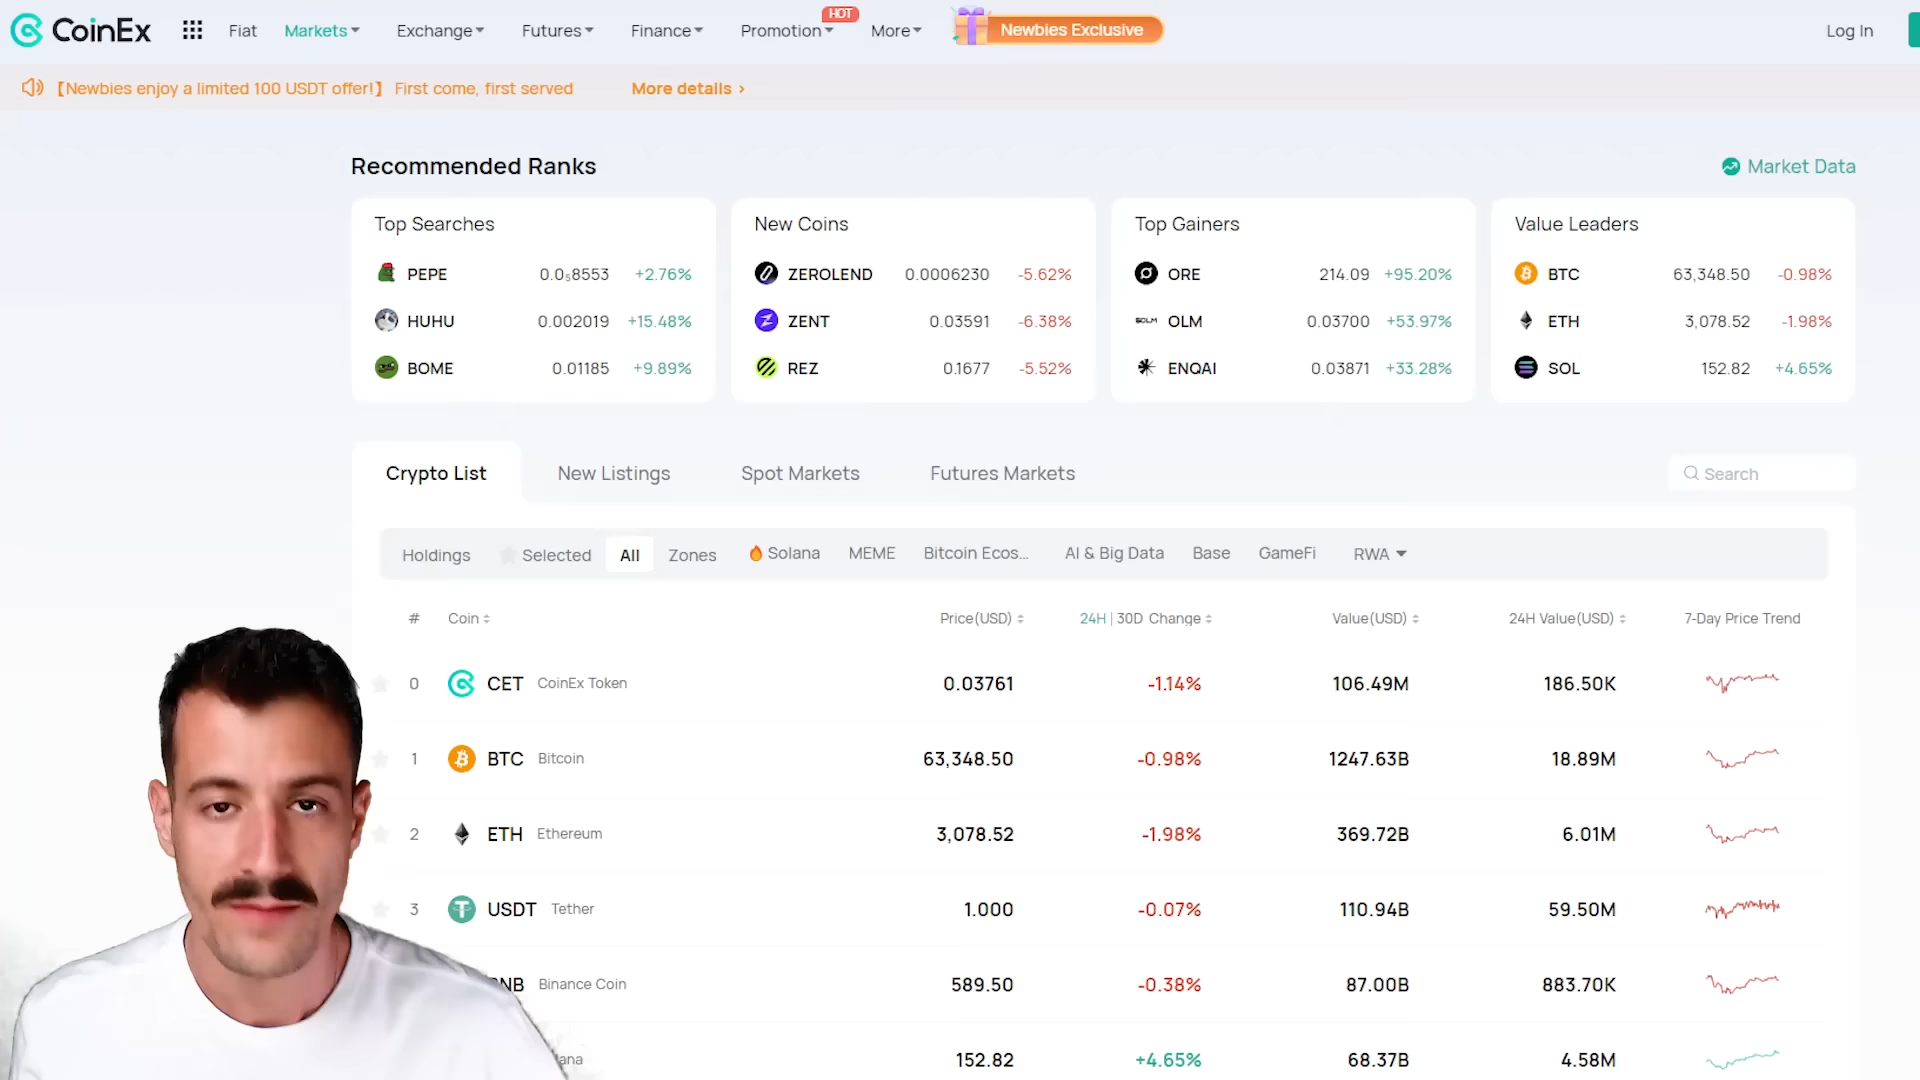 CoinEx
Fiat
Markets
Exchange
Futures
Finance
Promotion
HOT
More
Newbies Exclusive
Log In
【Newbies enjoy a limited 100 USDT offer!】 First come, first served
More details ›
Recommended Ranks
Market Data
Top Searches
PEPE 0.0₅8553 +2.76%
HUHU 0.002019 +15.48%
BOME 0.01185 +9.89%
New Coins
ZEROLEND 0.0006230 -5.62%
ZENT 0.03591 -6.38%
REZ 0.1677 -5.52%
Top Gainers
ORE 214.09 +95.20%
OLM 0.03700 +53.97%
ENQAI 0.03871 +33.28%
Value Leaders
BTC 63,348.50 -0.98%
ETH 3,078.52 -1.98%
SOL 152.82 +4.65%
Crypto List
New Listings
Spot Markets
Futures Markets
Search
Holdings
Selected
All
Zones
Solana
MEME
Bitcoin Ecos...
AI & Big Data
Base
GameFi
RWA
# Coin Price(USD) 24H | 30D Change Value(USD) 24H Value(USD) 7-Day Price Trend
0 CET CoinEx Token 0.03761 -1.14% 106.49M 186.50K
1 BTC Bitcoin 63,348.50 -0.98% 1247.63B 18.89M
2 ETH Ethereum 3,078.52 -1.98% 369.72B 6.01M
3 USDT Tether 1.000 -0.07% 110.94B 59.50M
NB Binance Coin 589.50 -0.38% 87.00B 883.70K
ana 152.82 +4.65% 68.37B 4.58M